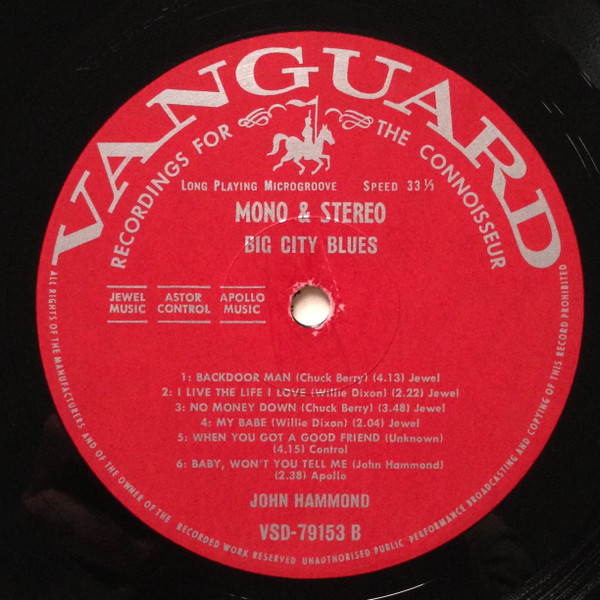 VANGUARD
RECORDINGS FOR THE CONNOISSEUR
LONG PLAYING MICROGROOVE SPEED 33⅓
MONO & STEREO
BIG CITY BLUES
JEWEL MUSIC
ASTOR CONTROL
APOLLO MUSIC
1: BACKDOOR MAN (Chuck Berry) (4.13) Jewel
2: I LIVE THE LIFE I LOVE (Willie Dixon) (2.22) Jewel
3: NO MONEY DOWN (Chuck Berry) (3.48) Jewel
4: MY BABE (Willie Dixon) (2.04) Jewel
5: WHEN YOU GOT A GOOD FRIEND (Unknown)
(4.15) Control
6: BABY, WON'T YOU TELL ME (John Hammond)
(2.38) Apollo
JOHN HAMMOND
VSD-79153 B
ALL RIGHTS OF THE MANUFACTURERS AND OF THE OWNER OF THE RECORDED WORK RESERVED UNAUTHORISED PUBLIC PERFORMANCE BROADCASTING AND COPYING OF THIS RECORD PROHIBITED